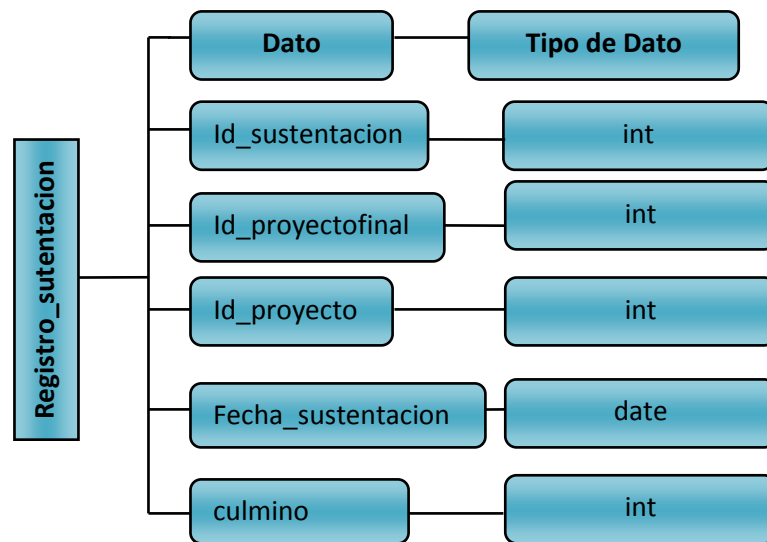 Dato
Tipo de Dato
Registro_sutentacion
Id_sustentacion
int
Id_proyectofinal
int
Id_proyecto
int
Fecha_sustentacion
date
culmino
int